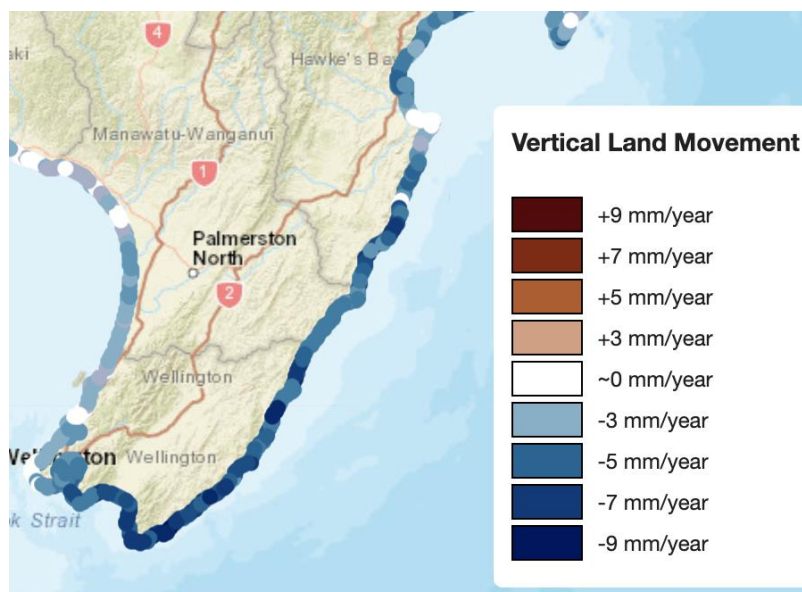 4
Hawke's Ba
aki
Manawatu-Wanganui
1
Palmerston
North
2
Wellington
ton Wellington
k Strait
Vertical Land Movement
+9 mm/year
+7 mm/year
+5 mm/year
+3 mm/year
~0 mm/year
-3 mm/year
-5 mm/year
-7 mm/year
-9 mm/year